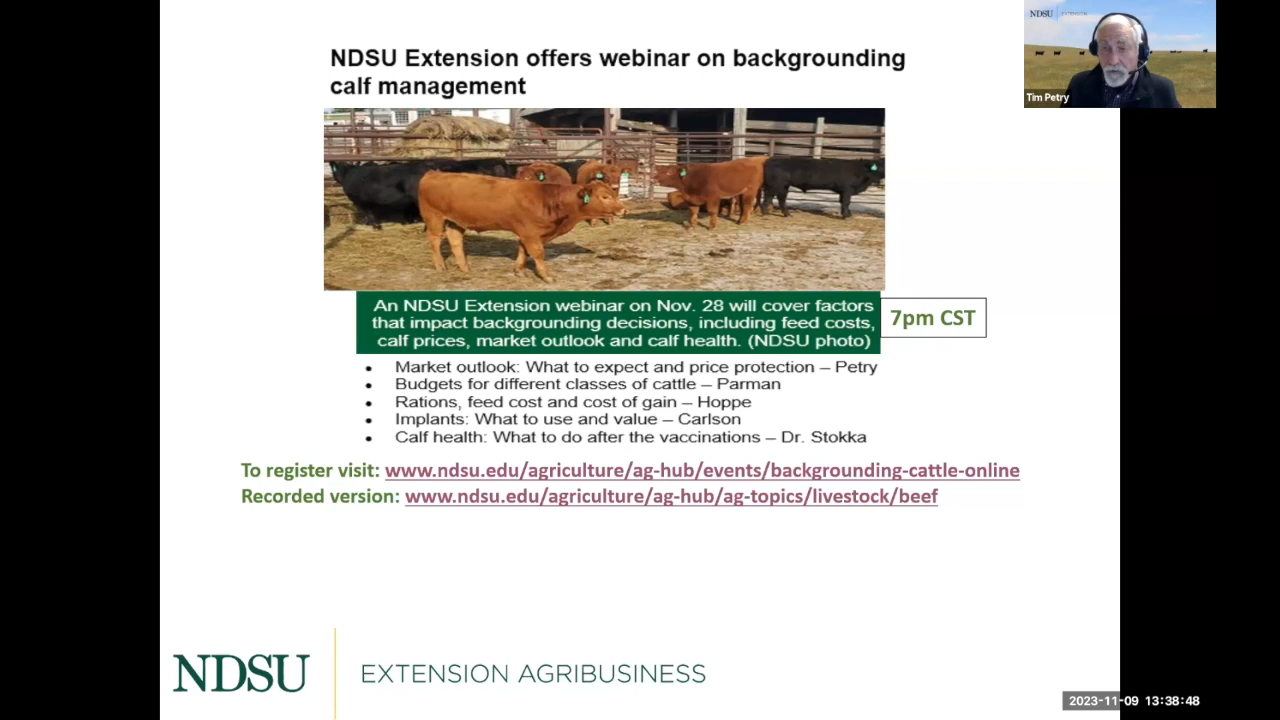 NDSU Extension offers webinar on backgrounding
calf management
NDSU EXTENSION
Tim Petry
An NDSU Extension webinar on Nov. 28 will cover factors
that impact backgrounding decisions, including feed costs,
calf prices, market outlook and calf health. (NDSU photo)
7pm CST
• Market outlook: What to expect and price protection – Petry
• Budgets for different classes of cattle – Parman
• Rations, feed cost and cost of gain – Hoppe
• Implants: What to use and value – Carlson
• Calf health: What to do after the vaccinations – Dr. Stokka
To register visit: www.ndsu.edu/agriculture/ag-hub/events/backgrounding-cattle-online
Recorded version: www.ndsu.edu/agriculture/ag-hub/ag-topics/livestock/beef
NDSU EXTENSION AGRIBUSINESS
2023-11-09 13:38:48